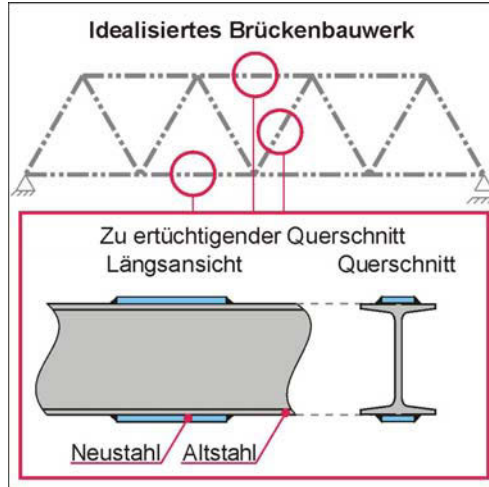 Idealisiertes Brückenbauwerk
Zu ertüchtigender Querschnitt
Längsansicht Querschnitt
Neustahl Altstahl